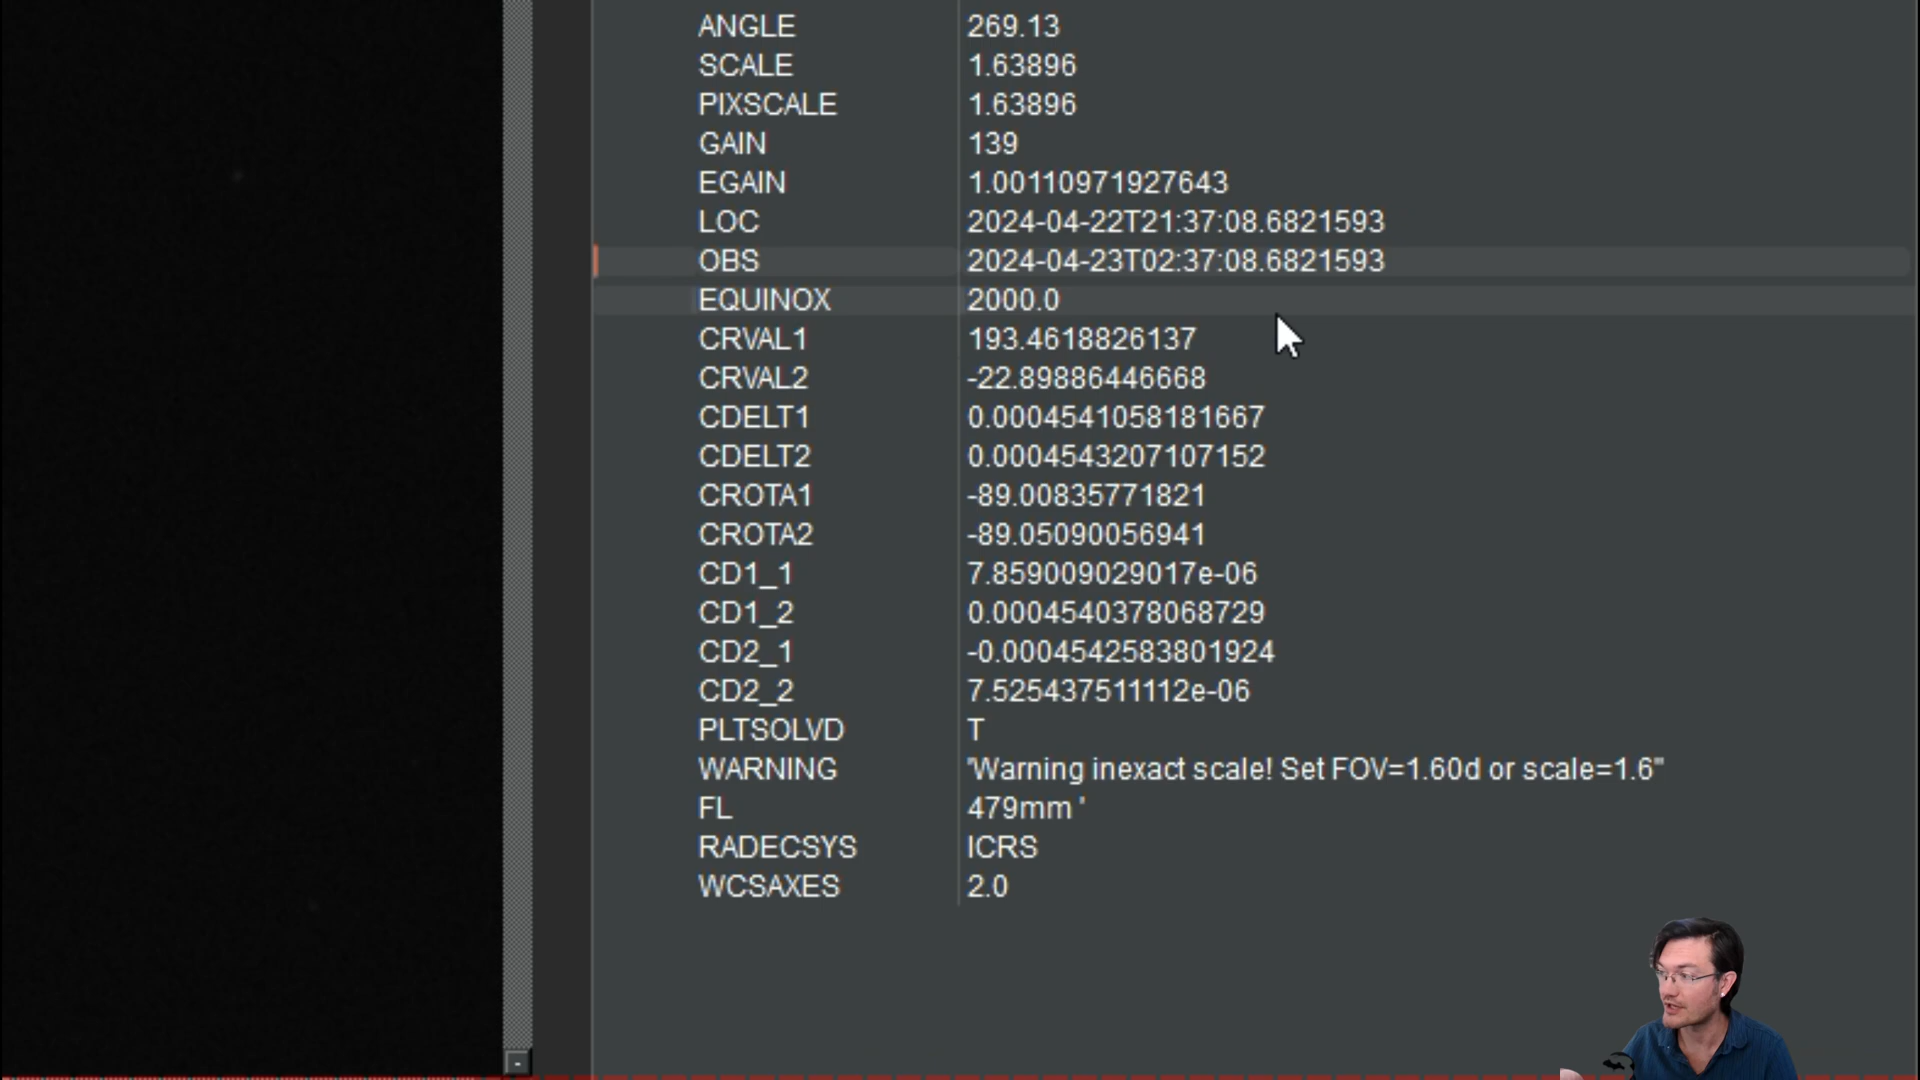 ANGLE 269.13
SCALE 1.63896
PIXSCALE 1.63896
GAIN 139
EGAIN 1.00110971927643
LOC 2024-04-22T21:37:08.6821593
OBS 2024-04-23T02:37:08.6821593
EQUINOX 2000.0
CRVAL1 193.4618826137
CRVAL2 -22.89886446668
CDELT1 0.0004541058181667
CDELT2 0.0004543207107152
CROTA1 -89.00835771821
CROTA2 -89.05090056941
CD1_1 7.859009029017e-06
CD1_2 0.0004540378068729
CD2_1 -0.0004542583801924
CD2_2 7.525437511112e-06
PLTSOLVD T
WARNING 'Warning inexact scale! Set FOV=1.60d or scale=1.6"
FL 479mm '
RADECSYS ICRS
WCSAXES 2.0